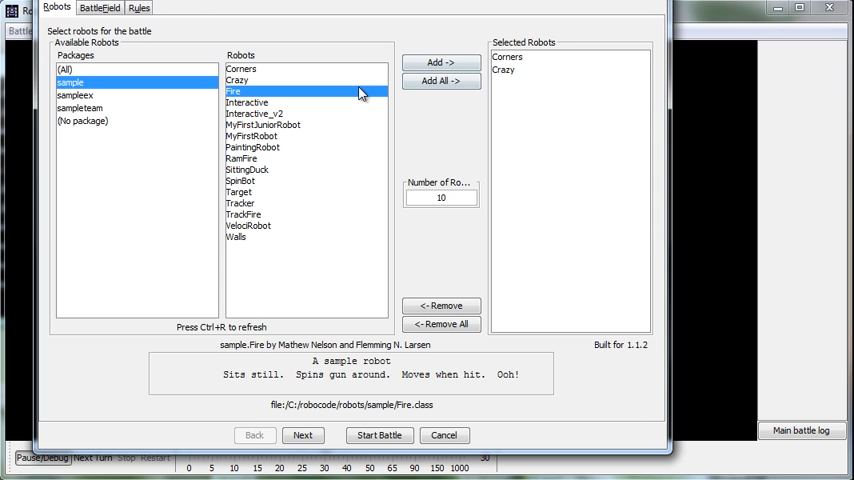 Ro
Battle
Robots BattleField Rules
Select robots for the battle
Available Robots
Packages
(All)
sample
sampleex
sampleteam
(No package)
Robots
Corners
Crazy
Fire
Interactive
Interactive_v2
MyFirstJuniorRobot
MyFirstRobot
PaintingRobot
RamFire
SittingDuck
SpinBot
Target
Tracker
TrackFire
VelociRobot
Walls
Press Ctrl+R to refresh
Add ->
Add All ->
Number of Ro...
10
<- Remove
<- Remove All
Selected Robots
Corners
Crazy
sample.Fire by Mathew Nelson and Flemming N. Larsen
Built for 1.1.2
A sample robot
Sits still. Spins gun around. Moves when hit. Ooh!
file:/C:/robocode/robots/sample/Fire.class
Back Next Start Battle Cancel
Main battle log
Pause/Debug Next Turn Stop Restart
30
0 5 10 15 20 25 30 40 50 65 90 150 1000